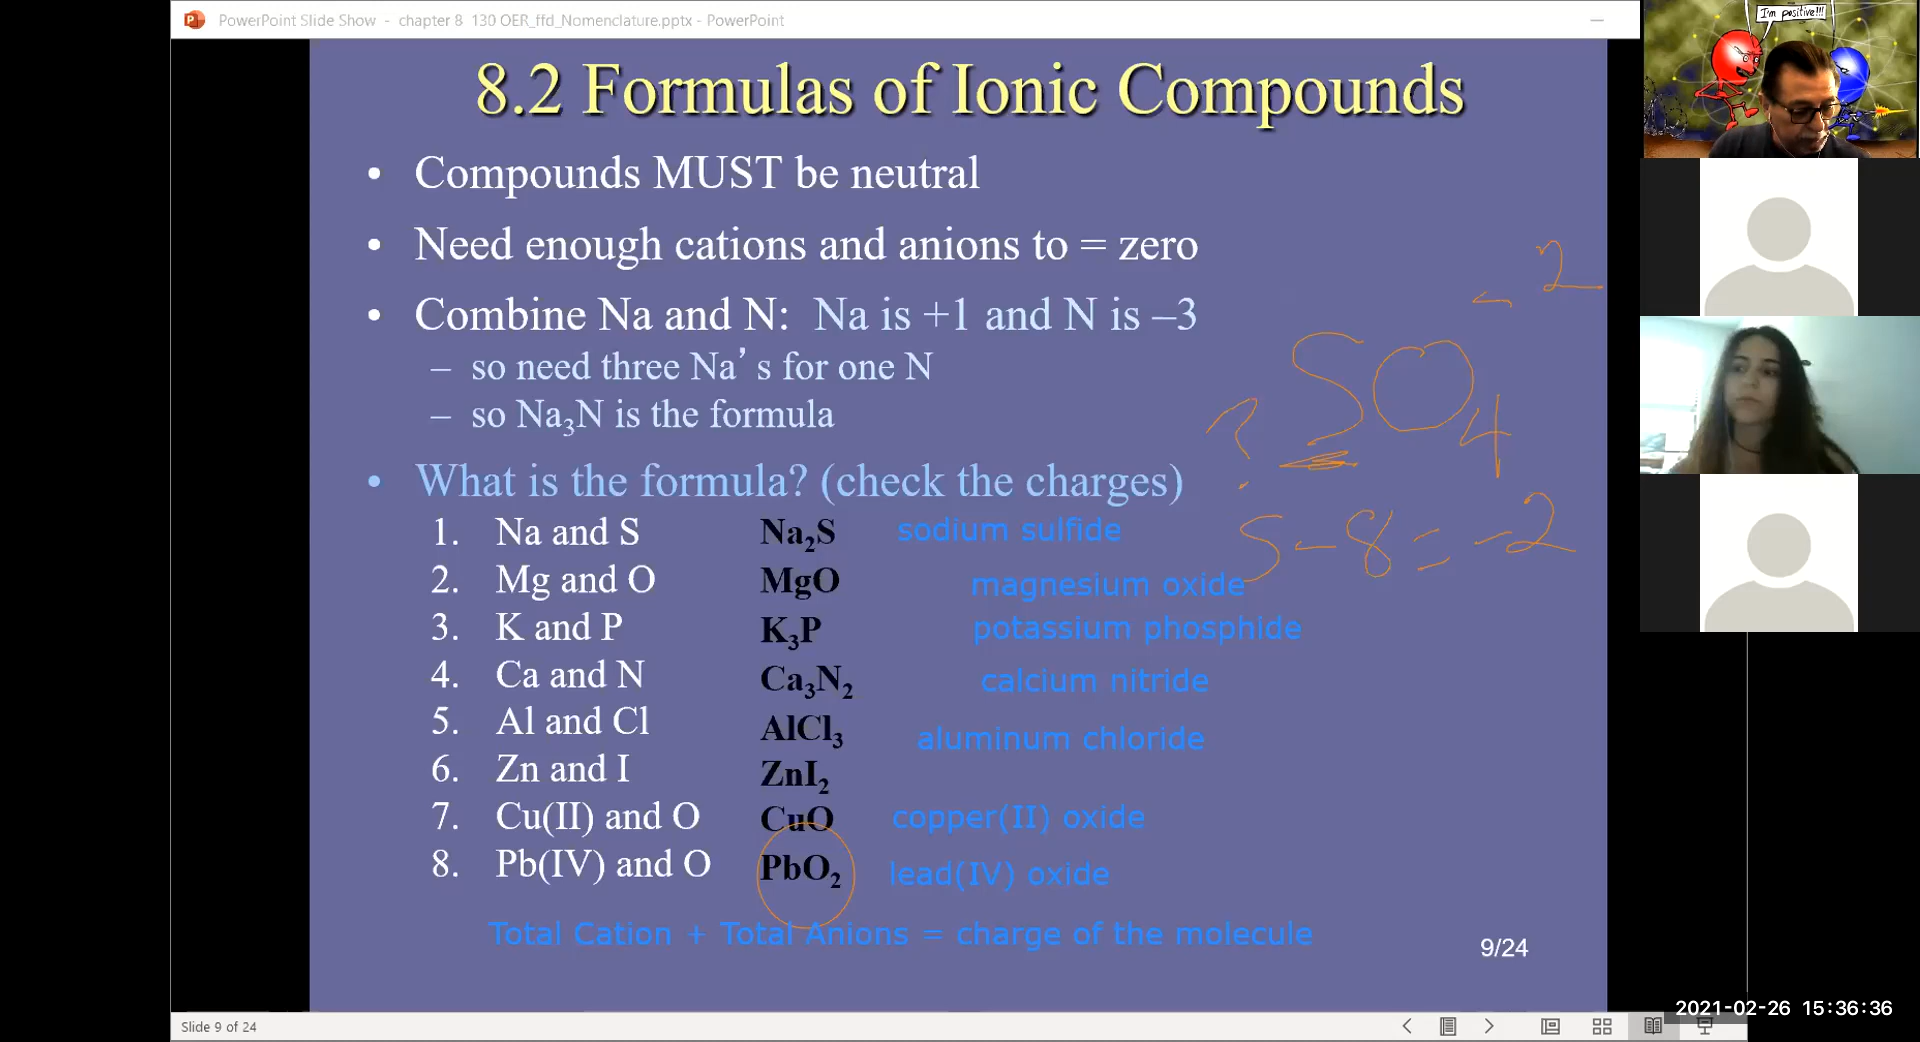 PowerPoint Slide Show - chapter 8 130 OER_ffd_Nomenclature.pptx - PowerPoint
I'm positive!!!
8.2 Formulas of Ionic Compounds
• Compounds MUST be neutral
• Need enough cations and anions to = zero
• Combine Na and N: Na is +1 and N is –3
– so need three Na's for one N
– so Na₃N is the formula
- 2
? SO₄
• What is the formula? (check the charges)
S - 8 = -2
1. Na and S Na₂S sodium sulfide
2. Mg and O MgO magnesium oxide
3. K and P K₃P potassium phosphide
4. Ca and N Ca₃N₂ calcium nitride
5. Al and Cl AlCl₃ aluminum chloride
6. Zn and I ZnI₂
7. Cu(II) and O CuO copper(II) oxide
8. Pb(IV) and O PbO₂ lead(IV) oxide
Total Cation + Total Anions = charge of the molecule
9/24
2021-02-26 15:36:36
Slide 9 of 24